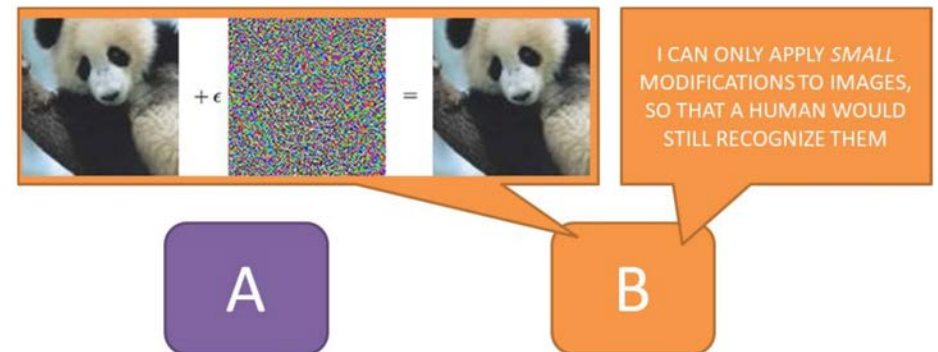 + ϵ =
I CAN ONLY APPLY SMALL
MODIFICATIONS TO IMAGES,
SO THAT A HUMAN WOULD
STILL RECOGNIZE THEM
A
B